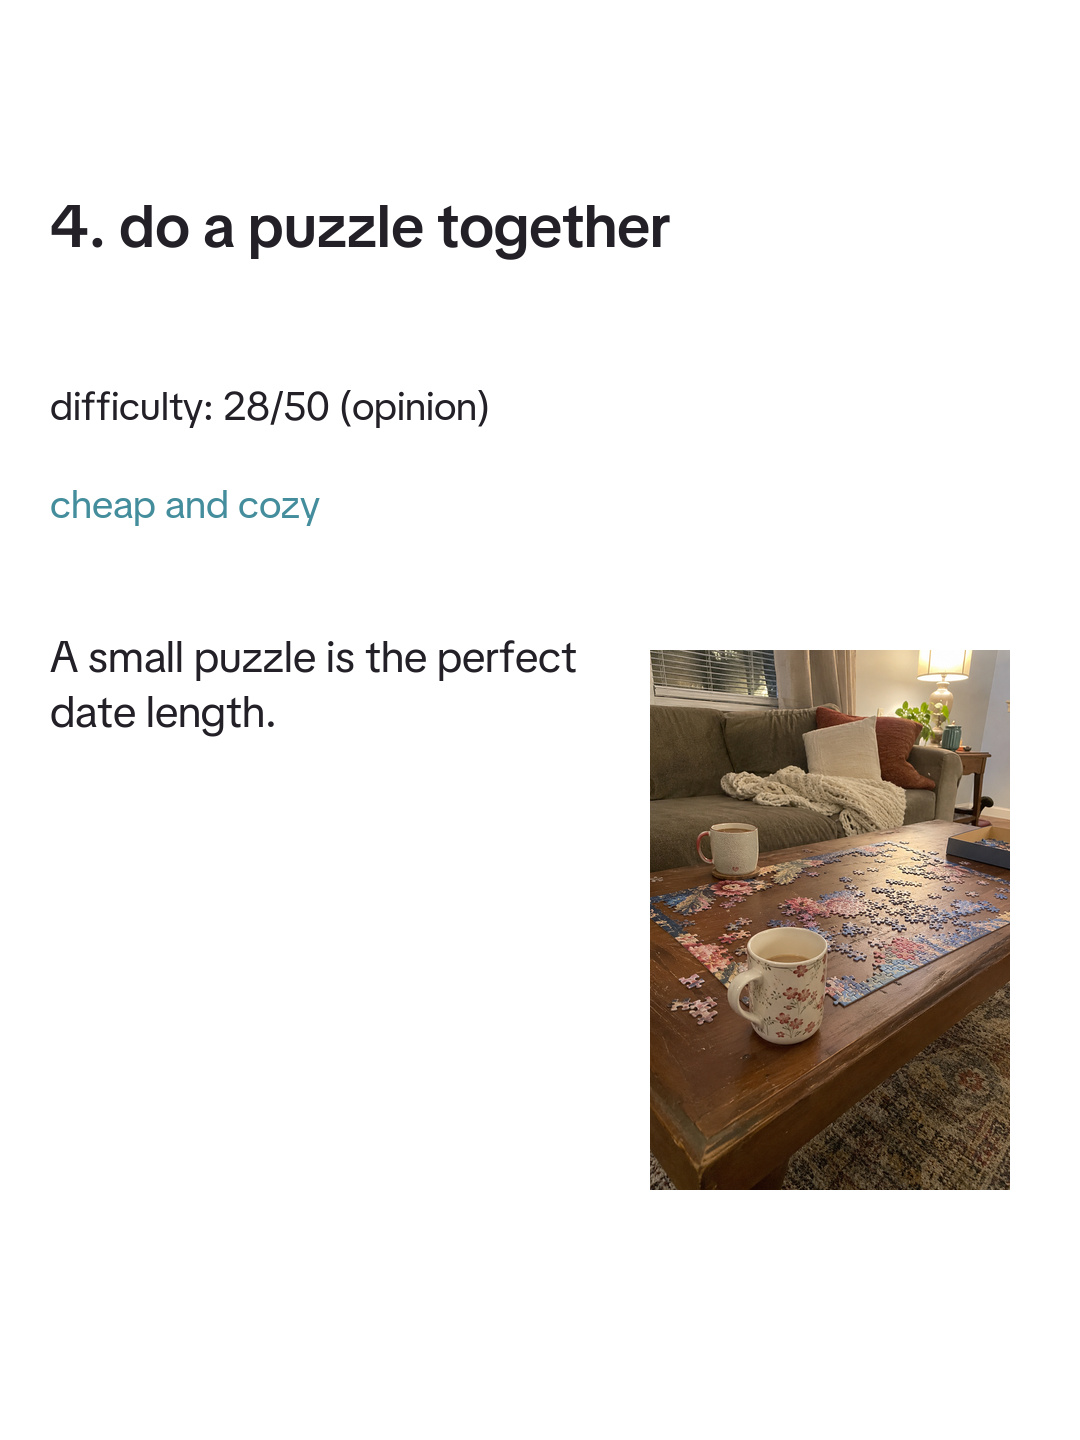 4. do a puzzle together
difficulty: 28/50 (opinion)
cheap and cozy
A small puzzle is the perfect
date length.